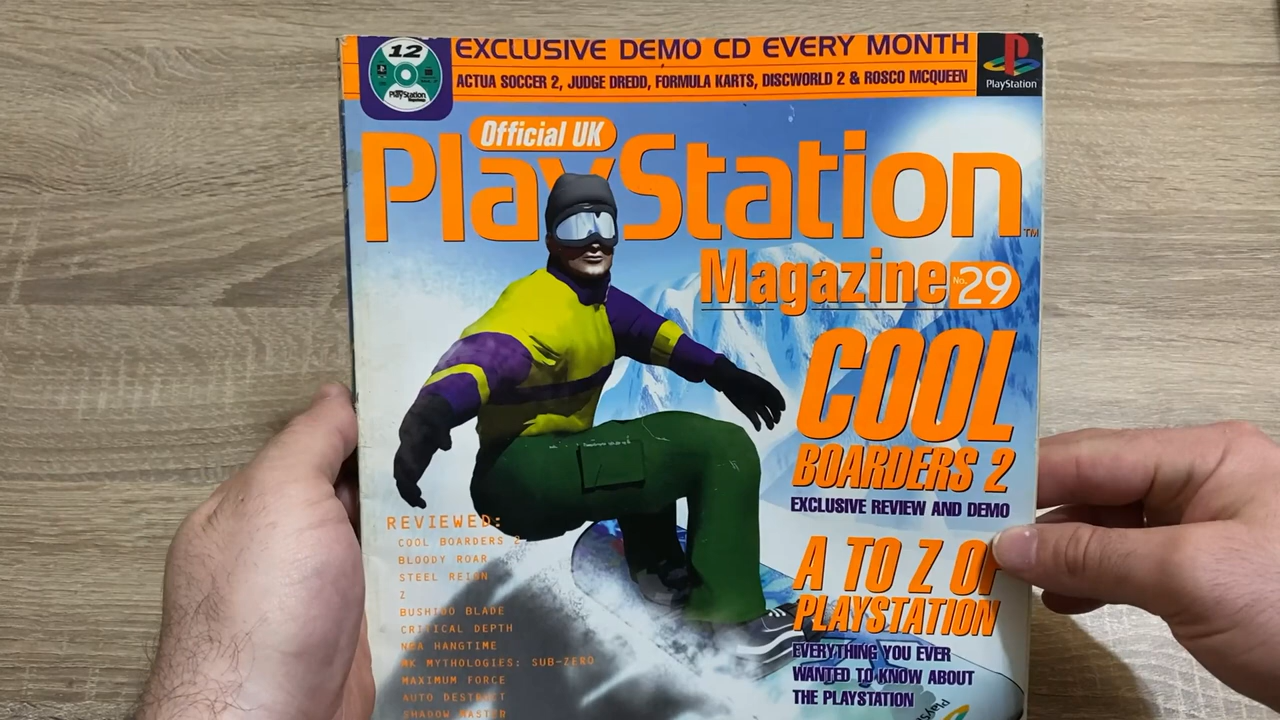 12
PlayStation
EXCLUSIVE DEMO CD EVERY MONTH
ACTUA SOCCER 2, JUDGE DREDD, FORMULA KARTS, DISCWORLD 2 & ROSCO MCQUEEN
PlayStation
Official UK
PlayStation
TM
Magazine No. 29
COOL
BOARDERS 2
EXCLUSIVE REVIEW AND DEMO
A TO Z OF
PLAYSTATION
EVERYTHING YOU EVER
WANTED TO KNOW ABOUT
THE PLAYSTATION
REVIEWED:
COOL BOARDERS 2
BLOODY ROAR
STEEL REIGN
Z
BUSHIDO BLADE
CRITICAL DEPTH
NBA HANGTIME
MK MYTHOLOGIES: SUB-ZERO
MAXIMUM FORCE
AUTO DESTRUCT
SHADOW MASTER